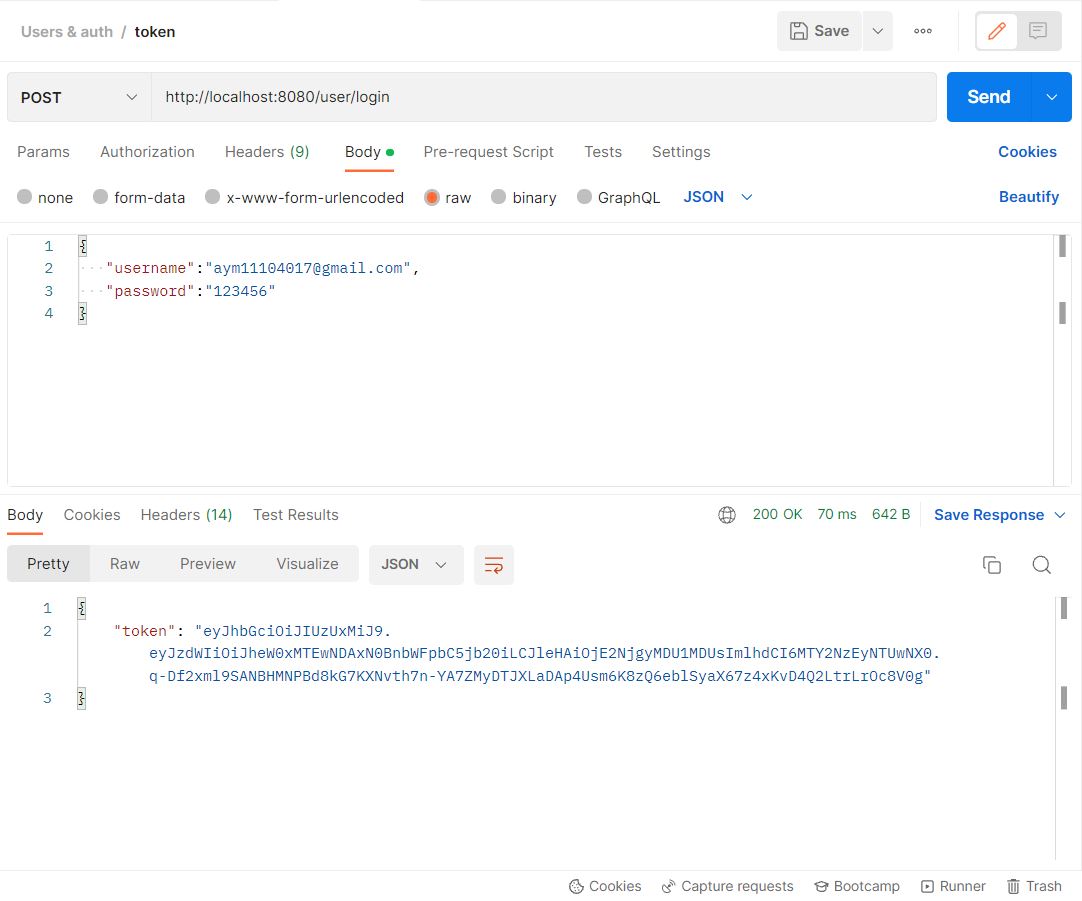 Users & auth / token
Save
POST
http://localhost:8080/user/login
Send
Params Authorization Headers (9) Body Pre-request Script Tests Settings Cookies
none form-data x-www-form-urlencoded raw binary GraphQL JSON Beautify
1 {
2 "username":"aym11104017@gmail.com",
3 "password":"123456"
4 }
Body Cookies Headers (14) Test Results 200 OK 70 ms 642 B Save Response
Pretty Raw Preview Visualize JSON
1 {
2 "token": "eyJhbGciOiJIUzUxMiJ9.
eyJzdWIiOiJheW0xMTEwNDAxN0BnbWFpbC5jb20iLCJleHAiOjE2NjgyMDU1MDUsImlhdCI6MTY2NzEyNTUwNX0.
q-Df2xml9SANBHMNPBd8kG7KXNvth7n-YA7ZMyDTJXLaDAp4Usm6K8zQ6eblSyaX67z4xKvD4Q2LtrLrOc8V0g"
3 }
Cookies Capture requests Bootcamp Runner Trash